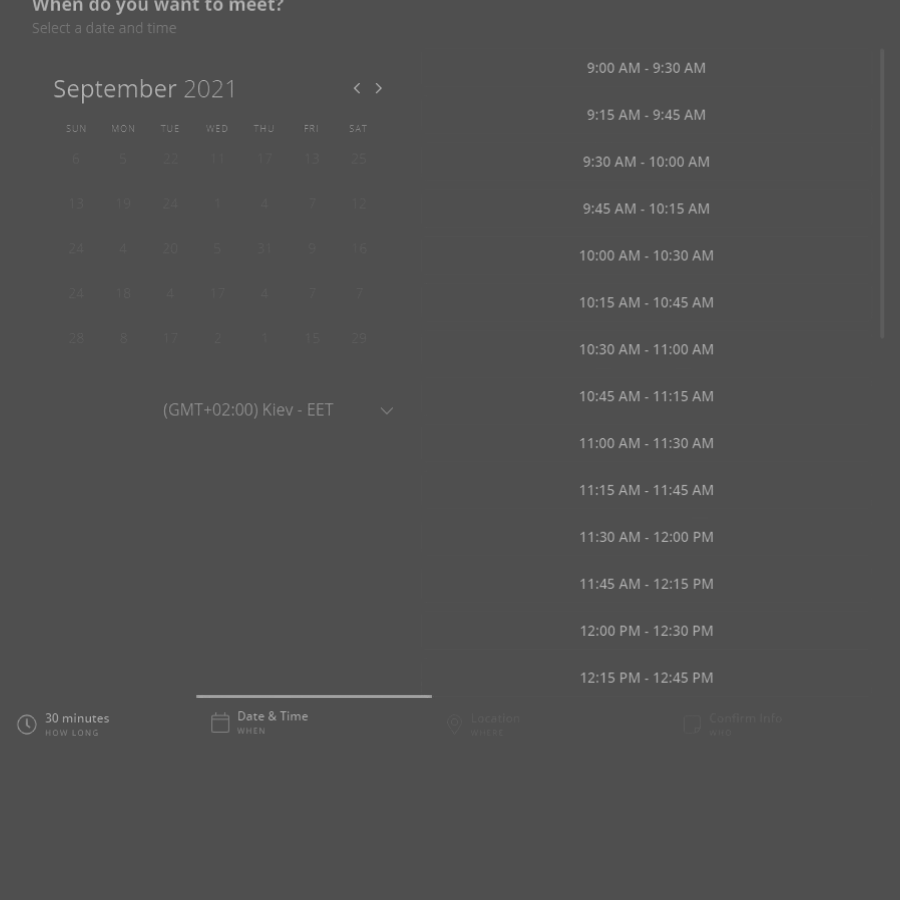 When do you want to meet?
Select a date and time
September 2021
SUN MON TUE WED THU FRI SAT
6 5 22 11 17 13 25
13 19 24 1 4 7 12
24 4 20 5 31 9 16
24 18 4 17 4 7 7
28 8 17 2 1 15 29
(GMT+02:00) Kiev - EET
9:00 AM - 9:30 AM
9:15 AM - 9:45 AM
9:30 AM - 10:00 AM
9:45 AM - 10:15 AM
10:00 AM - 10:30 AM
10:15 AM - 10:45 AM
10:30 AM - 11:00 AM
10:45 AM - 11:15 AM
11:00 AM - 11:30 AM
11:15 AM - 11:45 AM
11:30 AM - 12:00 PM
11:45 AM - 12:15 PM
12:00 PM - 12:30 PM
12:15 PM - 12:45 PM
30 minutes
HOW LONG
Date & Time
WHEN
Location
WHERE
Confirm Info
WHO